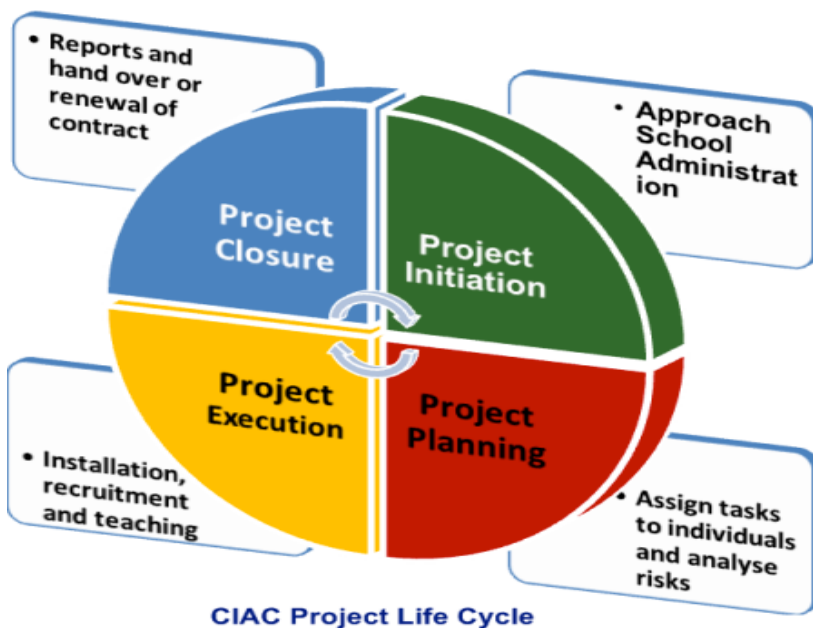 • Reports and
hand over or
renewal of
contract
• Approach
School
Administrat
ion
Project
Closure
Project
Initiation
Project
Execution
Project
Planning
• Installation,
recruitment
and teaching
• Assign tasks
to individuals
and analyse
risks
CIAC Project Life Cycle